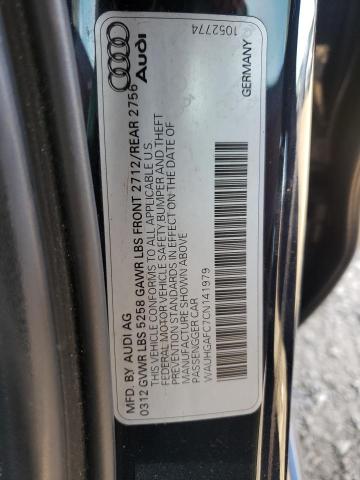 MFD. BY AUDI AG
0312 GVWR LBS 5258 GAWR LBS FRONT 2712/REAR 2756
THIS VEHICLE CONFORMS TO ALL APPLICABLE U.S.
FEDERAL MOTOR VEHICLE SAFETY, BUMPER AND THEFT
PREVENTION STANDARDS IN EFFECT ON THE DATE OF
MANUFACTURE SHOWN ABOVE
PASSENGER CAR
WAUHGAFC7CN141979
Audi
1052774
GERMANY